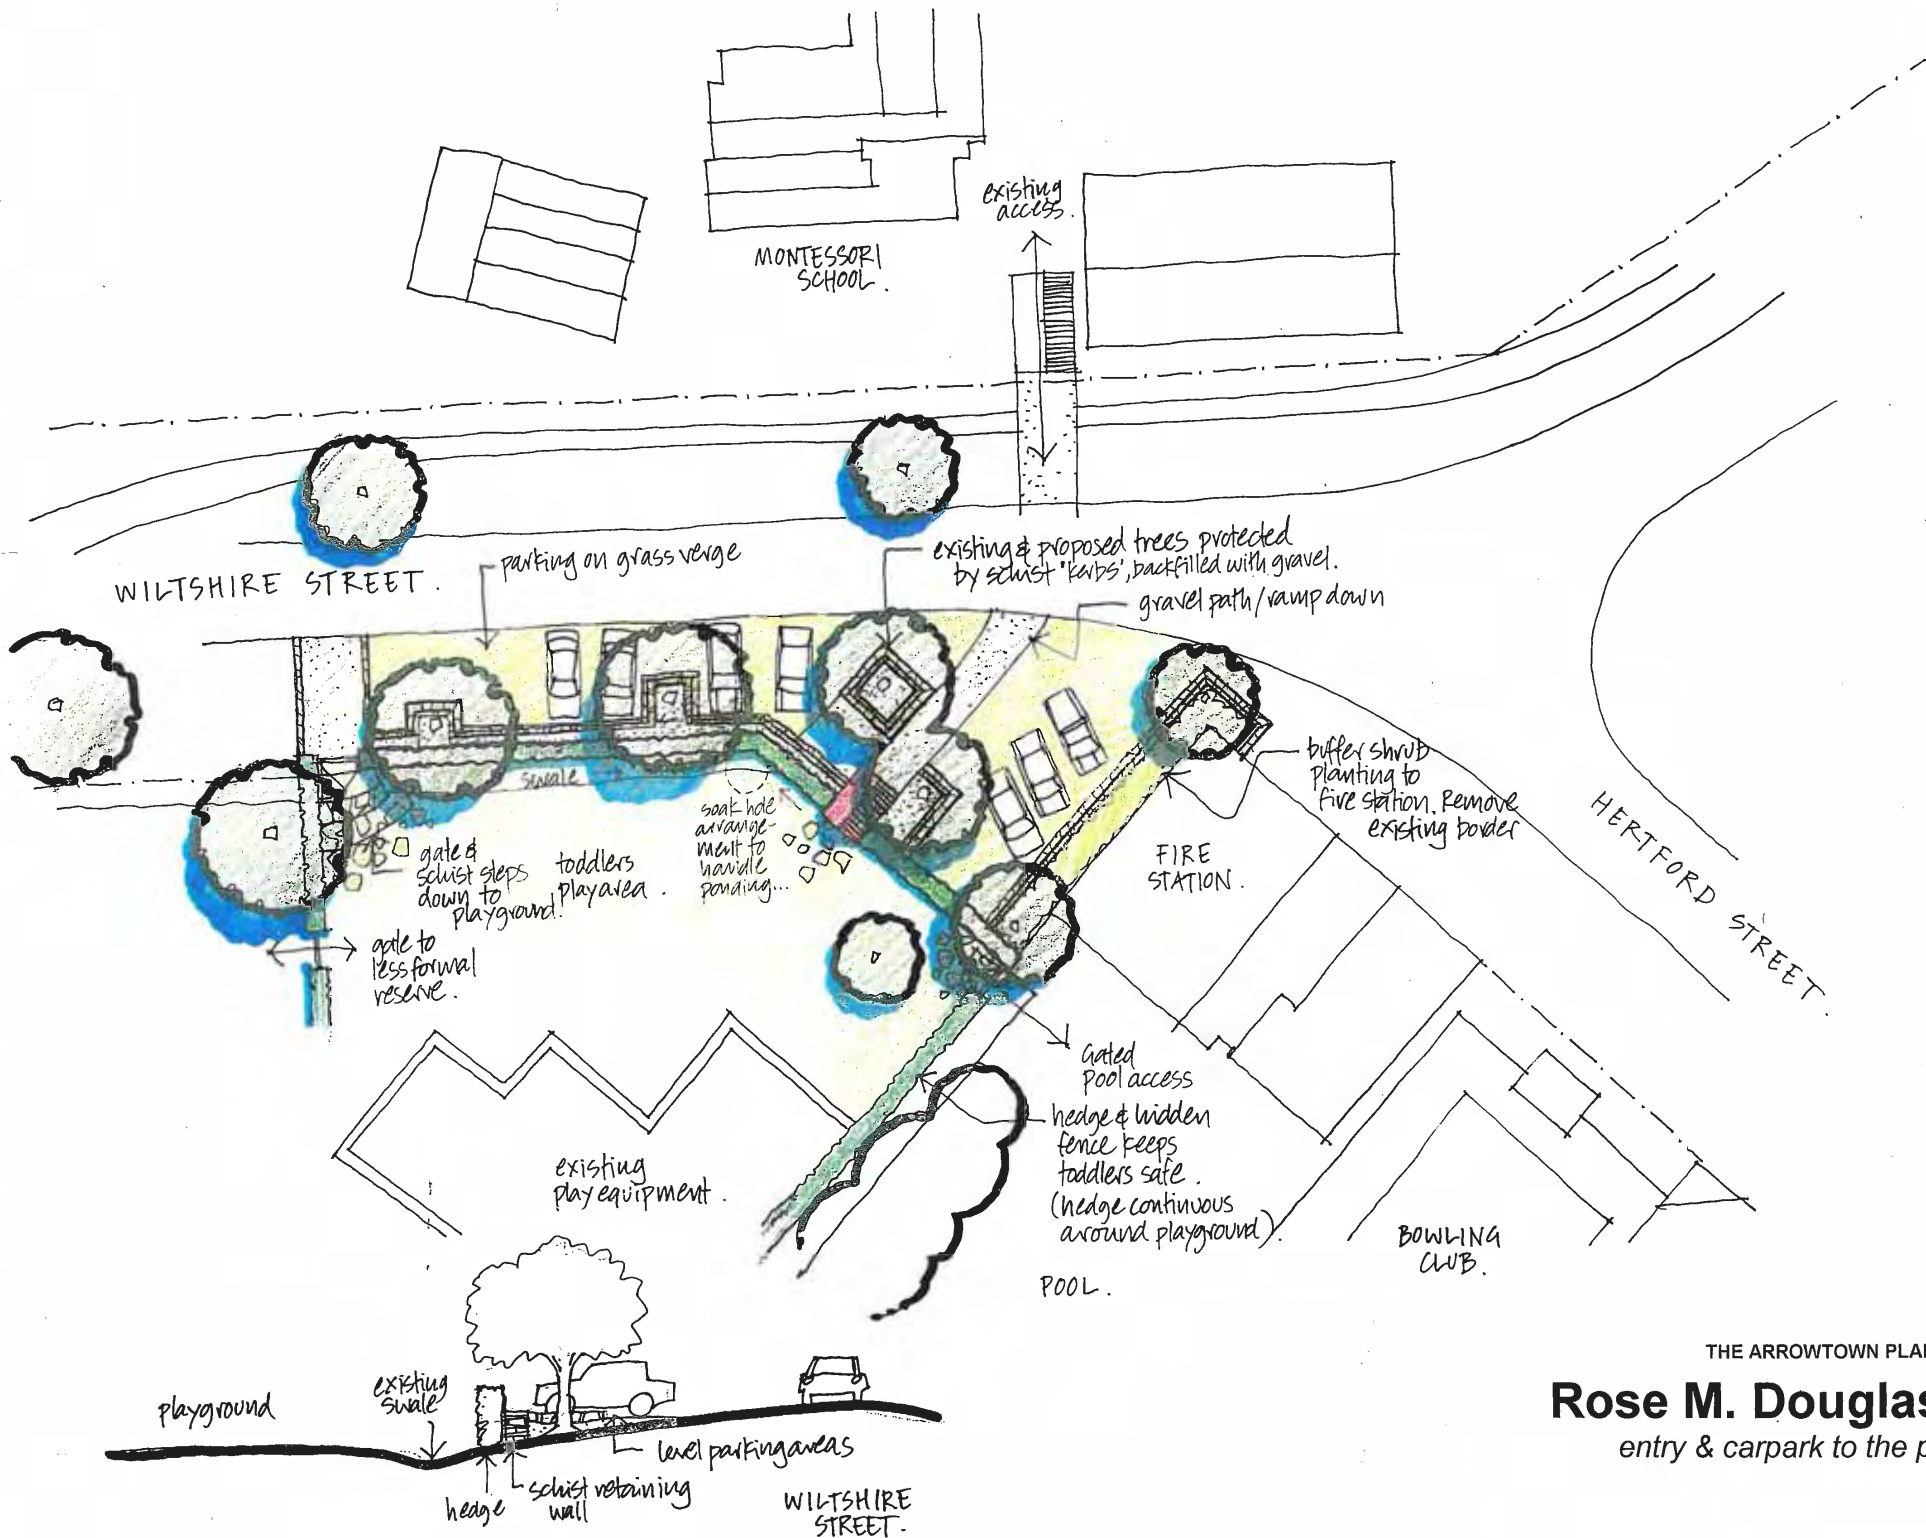 existing
access.
MONTESSORI
SCHOOL.
WILTSHIRE STREET.
parking on grass verge
existing & proposed trees protected
by schist 'kerbs', backfilled with gravel.
gravel path/ramp down
swale
soak hole
arrange-
ment to
handle
ponding...
gate &
schist steps
down to
playground.
toddlers
play area.
gate to
less formal
reserve.
buffer shrub
planting to
fire station. Remove
existing border
FIRE
STATION.
HERTFORD STREET.
Gated
pool access
hedge & hidden
fence keeps
toddlers safe.
(hedge continuous
around playground).
existing
play equipment.
POOL.
BOWLING
CLUB.
playground
existing
swale
level parking areas
hedge
schist retaining
wall
WILTSHIRE
STREET.
THE ARROWTOWN PLA
Rose M. Douglas
entry & carpark to the p